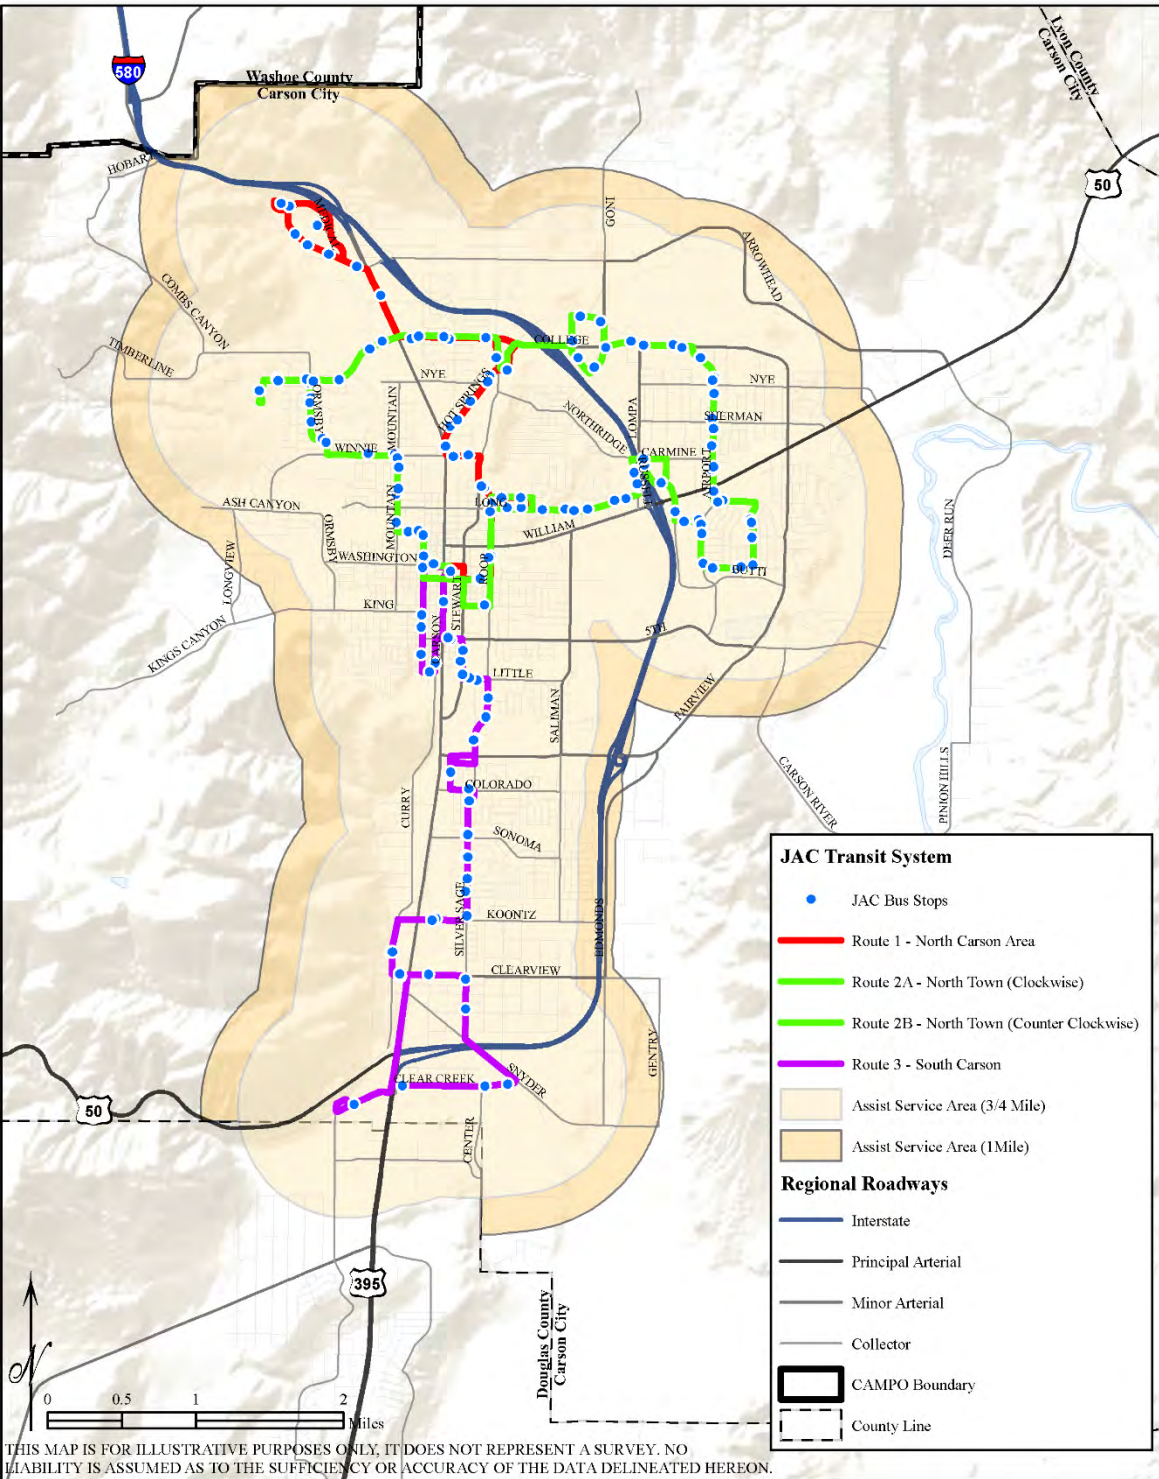 580
Washoe County
Carson City
Lyon County
Carson City
50
HOBART
MEDICAL
GONI
ARROWHEAD
COMBS CANYON
TIMBERLINE
COLLEGE
NYE
NYE
ORMSBY
MOUNTAIN
HOT SPRINGS
NORTHRIDGE
LOMPA
SHERMAN
WINNIE
CARMINE
RUSSELL
AIRPORT
ASH CANYON
MOUNTAIN
LONG
WILLIAM
ORMSBY
WASHINGTON
ROOP
BUTTI
DEER RUN
LONGVIEW
KING
STEWART
CARSON
5TH
KINGS CANYON
LITTLE
SALIMAN
FAIRVIEW
COLORADO
CARSON RIVER
PINION HILLS
CURRY
SONOMA
SILVER SAGE
KOONTZ
EDMONDS
CLEARVIEW
GENTRY
SNYDER
CLEAR CREEK
50
CENTER
395
Douglas County
Carson City
JAC Transit System
JAC Bus Stops
Route 1 - North Carson Area
Route 2A - North Town (Clockwise)
Route 2B - North Town (Counter Clockwise)
Route 3 - South Carson
Assist Service Area (3/4 Mile)
Assist Service Area (1Mile)
Regional Roadways
Interstate
Principal Arterial
Minor Arterial
Collector
CAMPO Boundary
County Line
N
0 0.5 1 2
Miles
THIS MAP IS FOR ILLUSTRATIVE PURPOSES ONLY, IT DOES NOT REPRESENT A SURVEY. NO
LIABILITY IS ASSUMED AS TO THE SUFFICIENCY OR ACCURACY OF THE DATA DELINEATED HEREON.